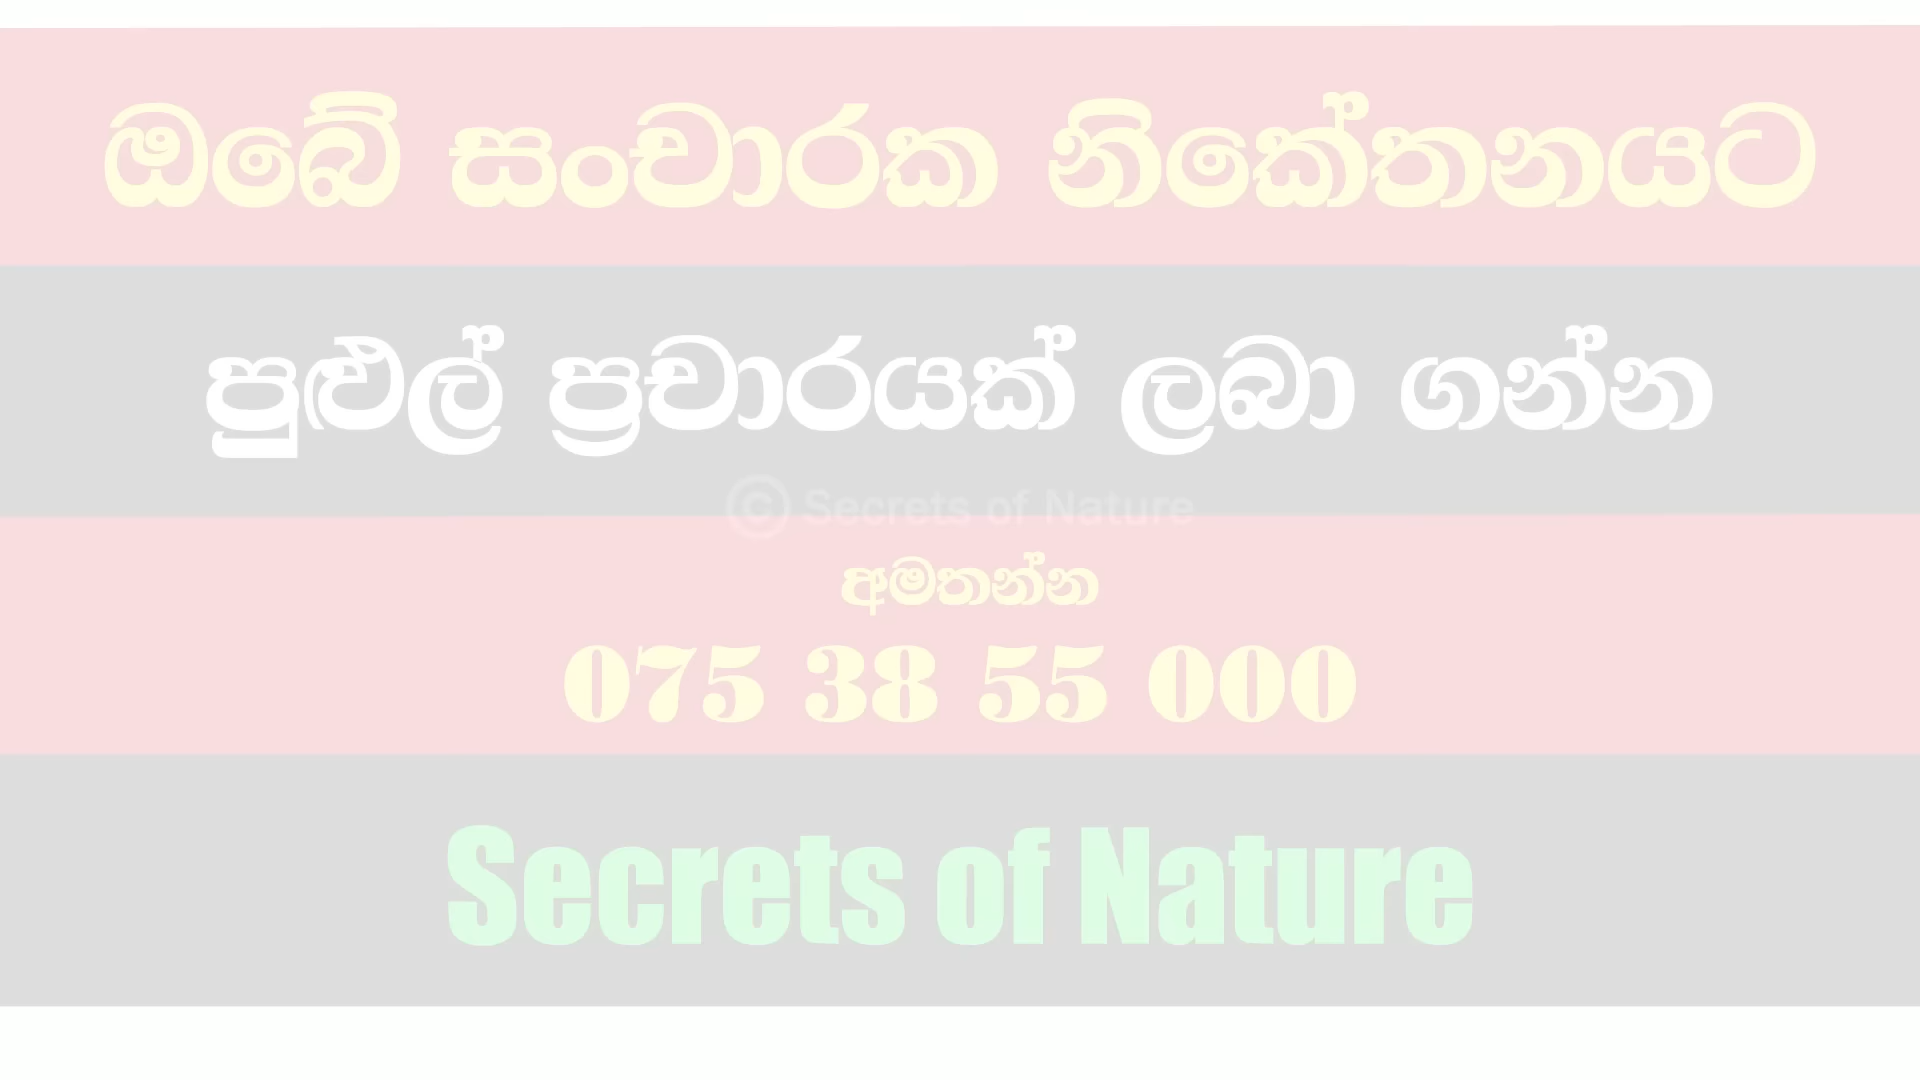 ඔබේ සංචාරක නිකේතනයට
පුළුල් ප්‍රචාරයක් ලබා ගන්න
© Secrets of Nature
අමතන්න
075 38 55 000
Secrets of Nature